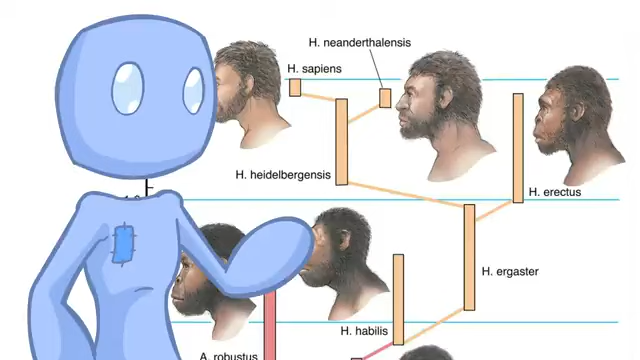 H. neanderthalensis
H. sapiens
H. heidelbergensis
H. erectus
H. ergaster
H. habilis
A. robustus